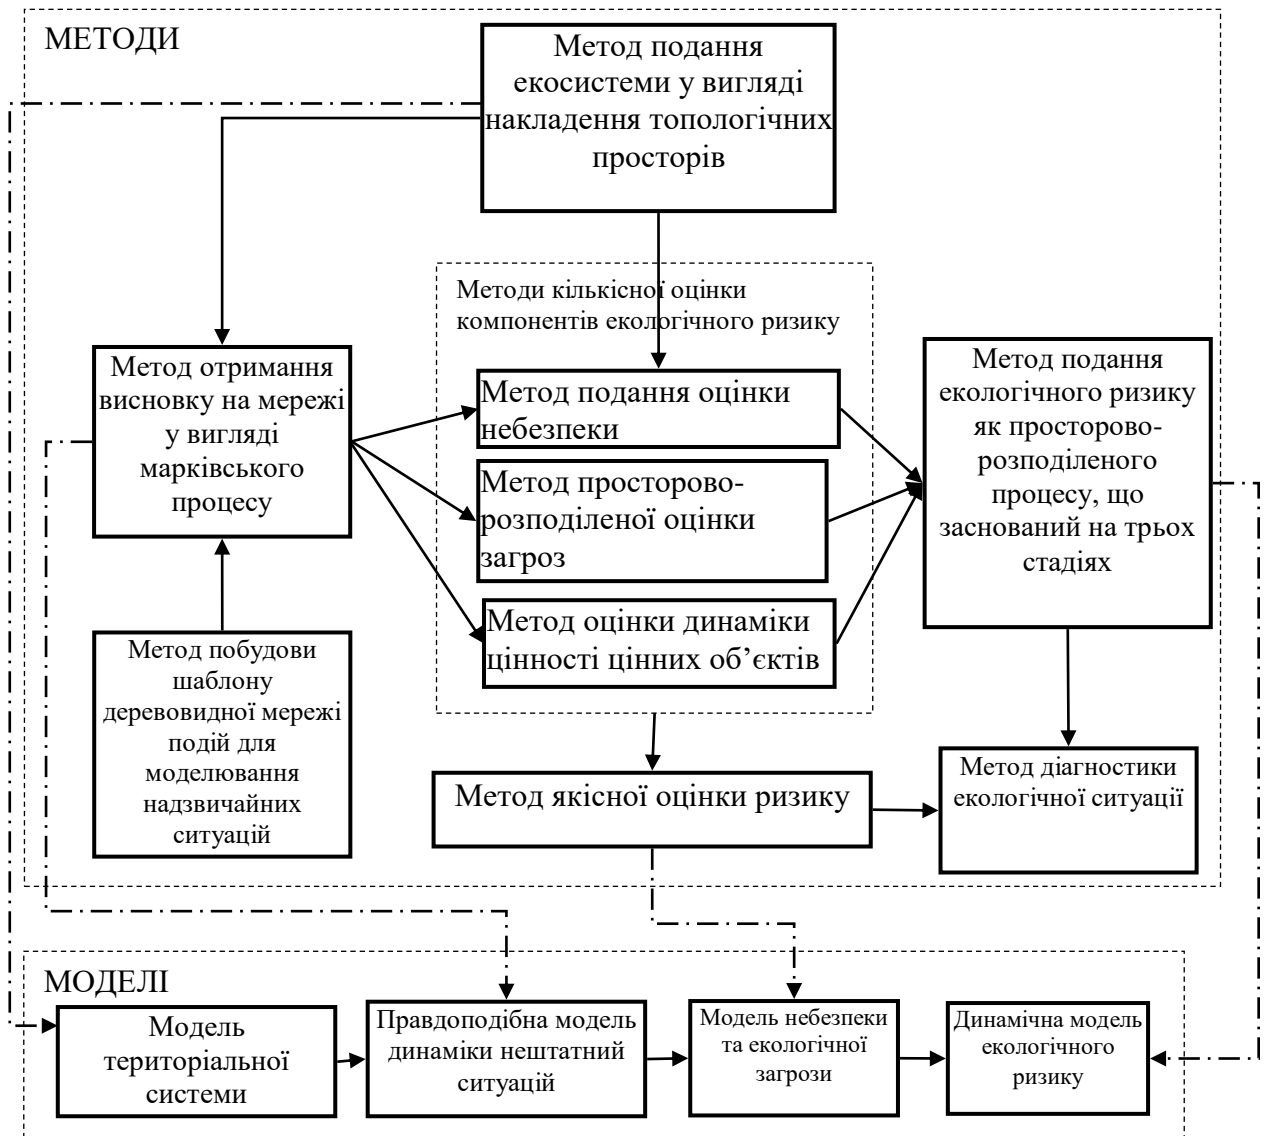 МЕТОДИ
Метод подання
екосистеми у вигляді
накладення топологічних
просторів
Методи кількісної оцінки
компонентів екологічного ризику
Метод отримання
висновку на мережі
у вигляді
марківського
процесу
Метод подання оцінки
небезпеки
Метод просторово-
розподіленої оцінки
загроз
Метод оцінки динаміки
цінності цінних об’єктів
Метод подання
екологічного ризику
як просторово-
розподіленого
процесу, що
заснований на трьох
стадіях
Метод побудови
шаблону
деревовидної мережі
подій для
моделювання
надзвичайних
ситуацій
Метод якісної оцінки ризику
Метод діагностики
екологічної ситуації
МОДЕЛІ
Модель
територіальної
системи
Правдоподібна модель
динаміки нештатний
ситуацій
Модель небезпеки
та екологічної
загрози
Динамічна модель
екологічного
ризику